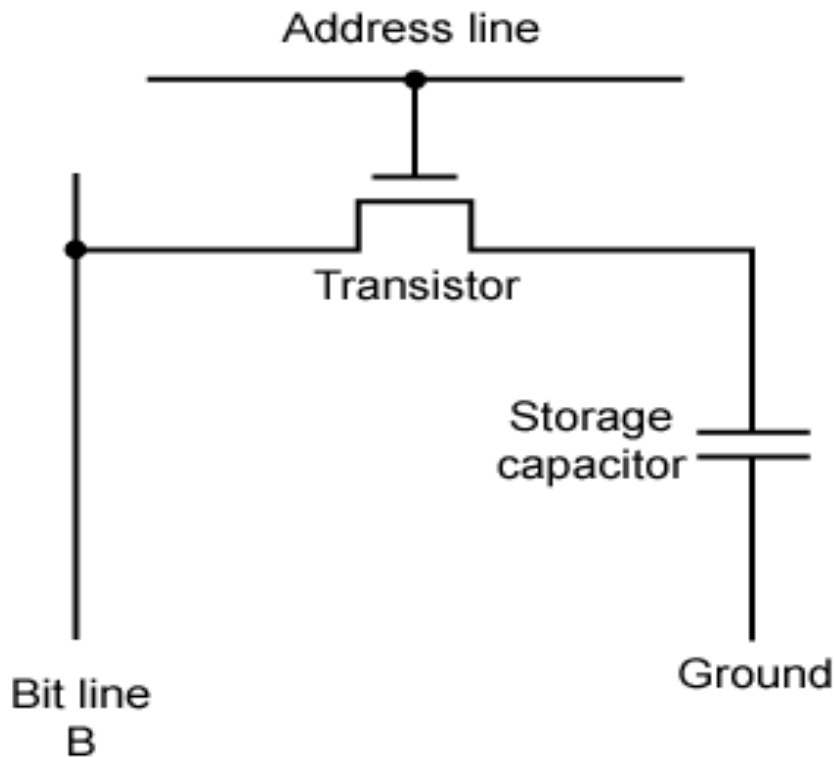 Address line
Transistor
Storage
capacitor
Ground
Bit line
B